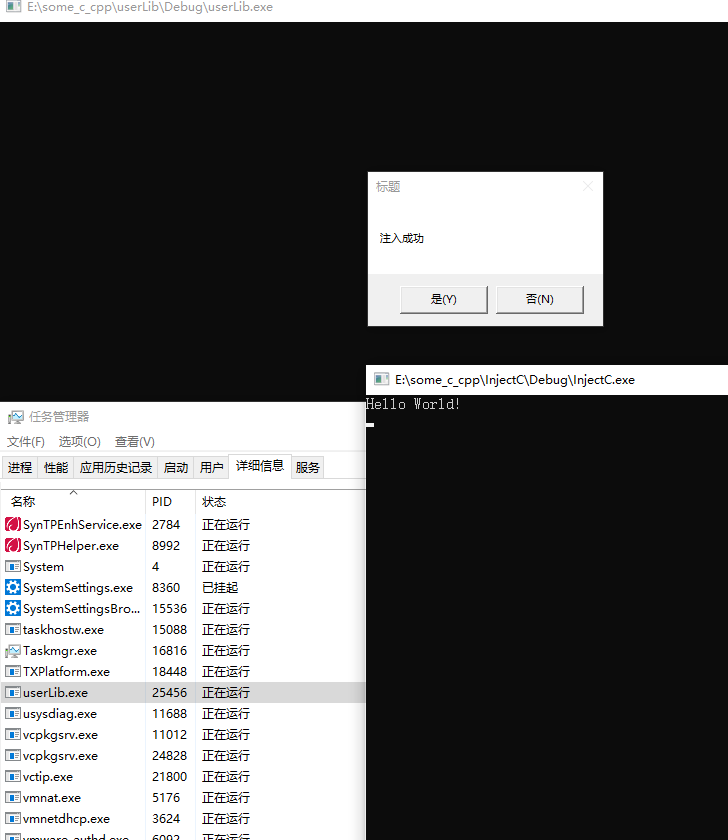 E:\some_c_cpp\userLib\Debug\userLib.exe
标题
注入成功
是(Y) 否(N)
E:\some_c_cpp\InjectC\Debug\InjectC.exe
Hello World!
任务管理器
文件(F) 选项(O) 查看(V)
进程 性能 应用历史记录 启动 用户 详细信息 服务
名称 PID 状态
SynTPEnhService.exe 2784 正在运行
SynTPHelper.exe 8992 正在运行
System 4 正在运行
SystemSettings.exe 8360 已挂起
SystemSettingsBro... 15536 正在运行
taskhostw.exe 15088 正在运行
Taskmgr.exe 16816 正在运行
TXPlatform.exe 18448 正在运行
userLib.exe 25456 正在运行
usysdiag.exe 11688 正在运行
vcpkgsrv.exe 11012 正在运行
vcpkgsrv.exe 24828 正在运行
vctip.exe 21800 正在运行
vmnat.exe 5176 正在运行
vmnetdhcp.exe 3624 正在运行
vmware-authd.exe 6092 正在运行